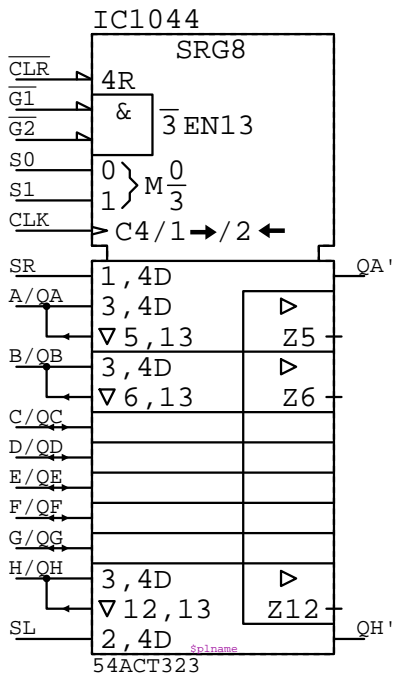 IC1044
SRG8
CLR 4R
G1 &
G2 3EN13
S0 0
S1 1 } M 0/3
CLK C4/1→/2←
SR 1,4D QA'
A/QA 3,4D ▷
▽5,13 Z5
B/QB 3,4D ▷
▽6,13 Z6
C/QC
D/QD
E/QE
F/QF
G/QG
H/QH 3,4D ▷
▽12,13 Z12
SL 2,4D QH'
$plname
54ACT323